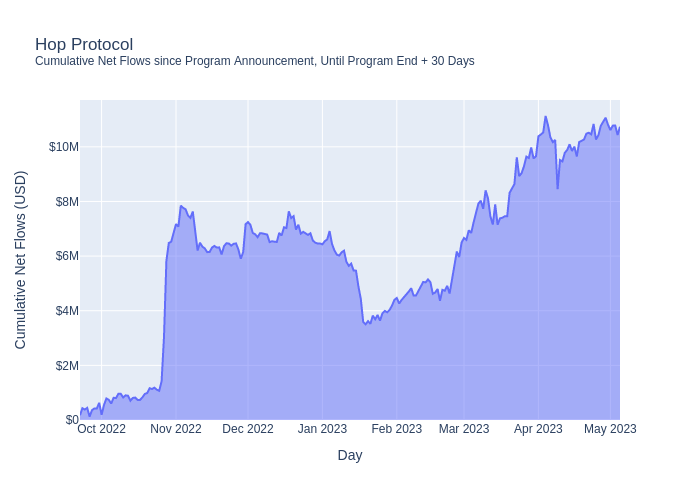 Hop Protocol
Cumulative Net Flows since Program Announcement, Until Program End + 30 Days
Cumulative Net Flows (USD)
$10M
$8M
$6M
$4M
$2M
$0
Oct 2022 Nov 2022 Dec 2022 Jan 2023 Feb 2023 Mar 2023 Apr 2023 May 2023
Day